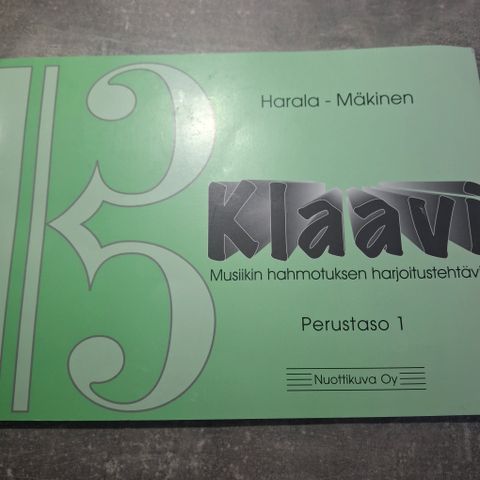 Harala - Mäkinen
Klaavi
Musiikin hahmotuksen harjoitustehtäv
Perustaso 1
Nuottikuva Oy